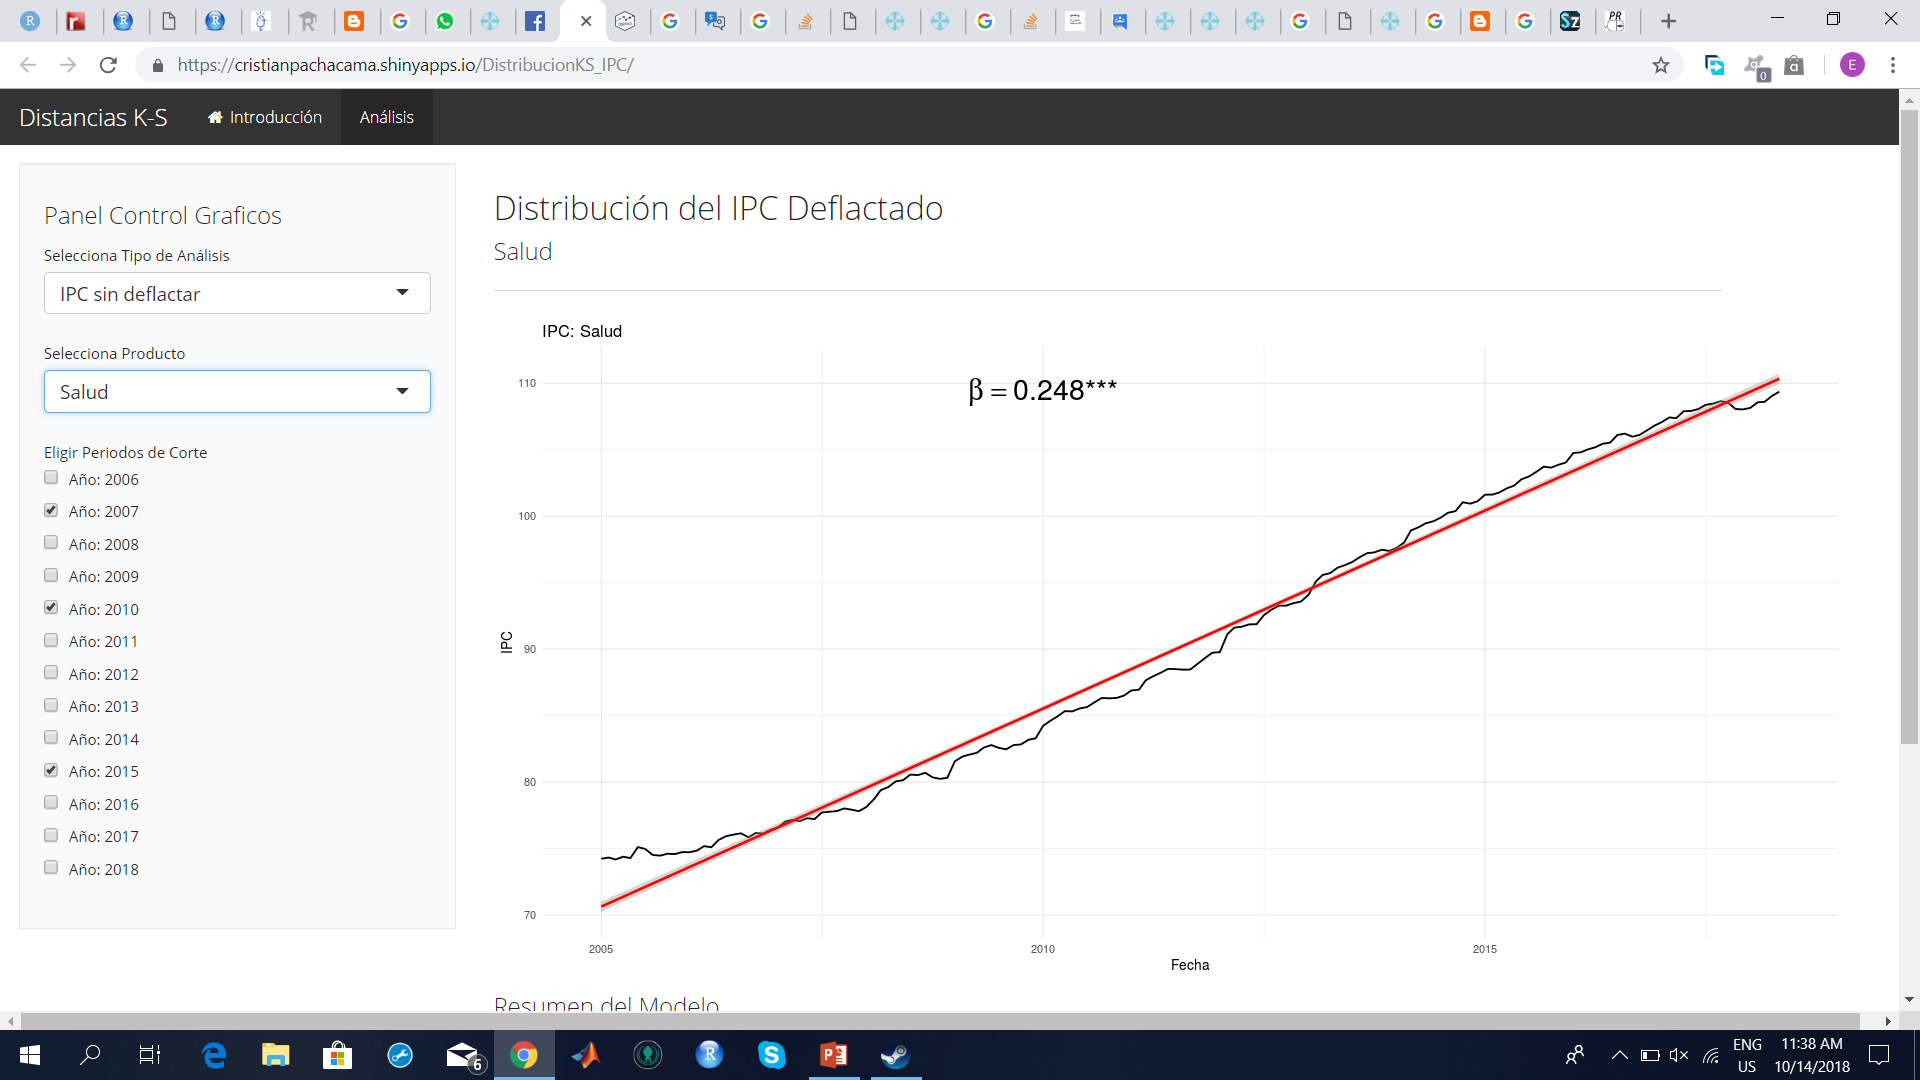 https://cristianpachacama.shinyapps.io/DistribucionKS_IPC/
0
E
Distancias K-S
Introducción
Análisis
Panel Control Graficos
Selecciona Tipo de Análisis
IPC sin deflactar
Selecciona Producto
Salud
Eligir Periodos de Corte
Año: 2006
Año: 2007
Año: 2008
Año: 2009
Año: 2010
Año: 2011
Año: 2012
Año: 2013
Año: 2014
Año: 2015
Año: 2016
Año: 2017
Año: 2018
Distribución del IPC Deflactado
Salud
IPC: Salud
β = 0.248***
110
100
90
80
70
IPC
2005
2010
2015
Fecha
Resumen del Modelo
6
ENG
US
11:38 AM
10/14/2018